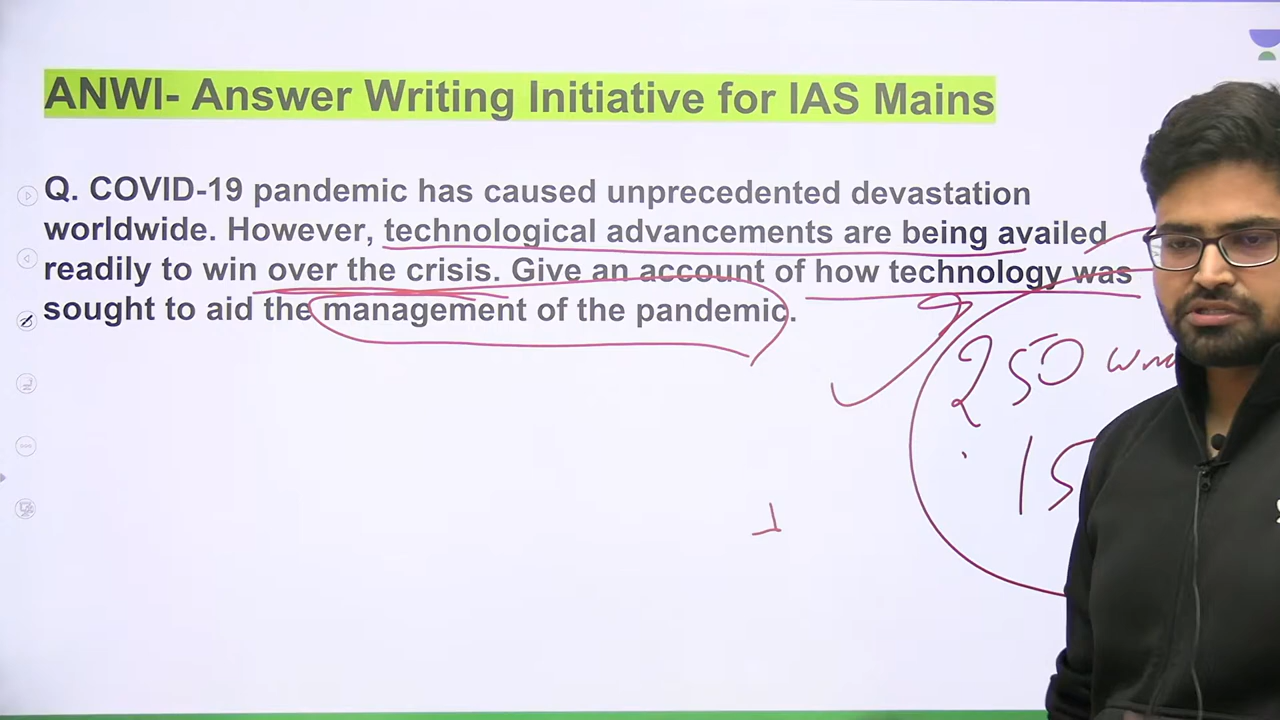 ANWI- Answer Writing Initiative for IAS Mains
Q. COVID-19 pandemic has caused unprecedented devastation
worldwide. However, technological advancements are being availed
readily to win over the crisis. Give an account of how technology was
sought to aid the management of the pandemic.
250
15